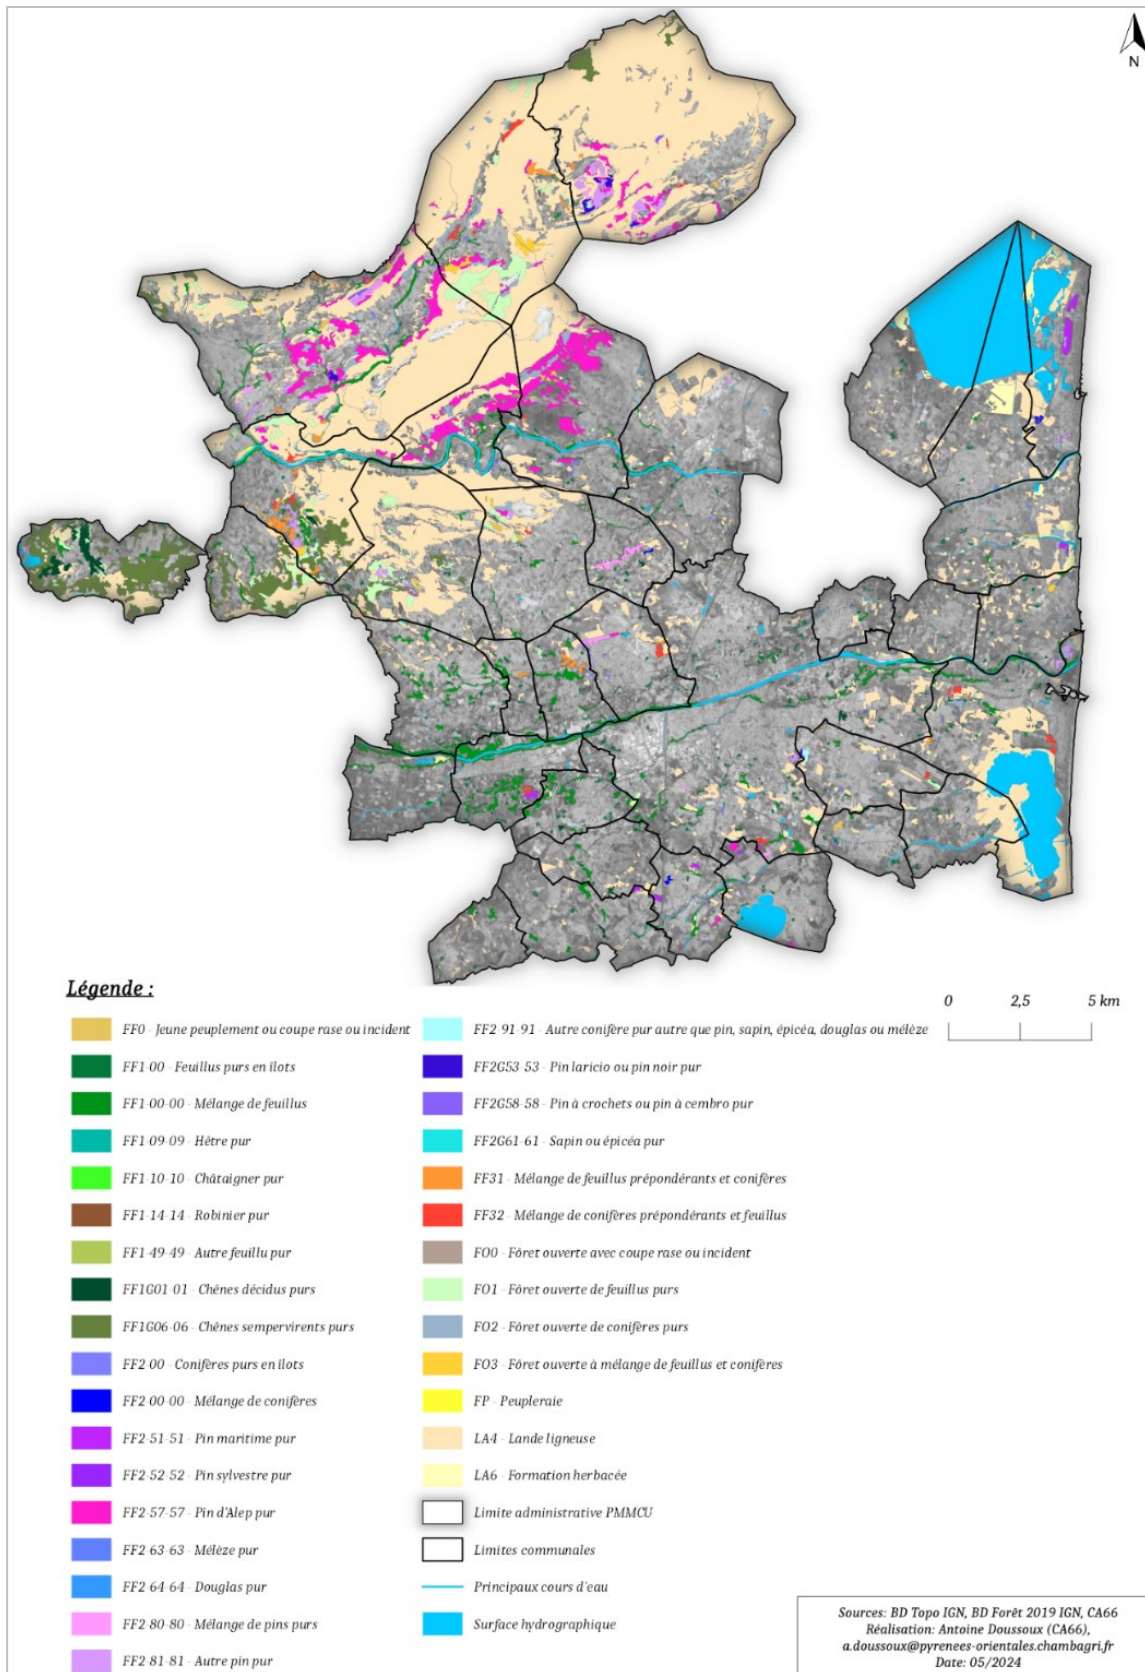 N
Légende :
0 2,5 5 km
FF0 - Jeune peuplement ou coupe rase ou incident
FF1-00 - Feuillus purs en îlots
FF1-00-00 - Mélange de feuillus
FF1-09-09 - Hêtre pur
FF1-10-10 - Châtaigner pur
FF1-14-14 - Robinier pur
FF1-49-49 - Autre feuillu pur
FF1G01-01 - Chênes décidus purs
FF1G06-06 - Chênes sempervirents purs
FF2-00 - Conifères purs en îlots
FF2-00-00 - Mélange de conifères
FF2-51-51 - Pin maritime pur
FF2-52-52 - Pin sylvestre pur
FF2-57-57 - Pin d'Alep pur
FF2-63-63 - Mélèze pur
FF2-64-64 - Douglas pur
FF2-80-80 - Mélange de pins purs
FF2-81-81 - Autre pin pur
FF2-91-91 - Autre conifère pur autre que pin, sapin, épicéa, douglas ou mélèze
FF2G53-53 - Pin laricio ou pin noir pur
FF2G58-58 - Pin à crochets ou pin à cembro pur
FF2G61-61 - Sapin ou épicéa pur
FF31 - Mélange de feuillus prépondérants et conifères
FF32 - Mélange de conifères prépondérants et feuillus
FO0 - Fôret ouverte avec coupe rase ou incident
FO1 - Fôret ouverte de feuillus purs
FO2 - Fôret ouverte de conifères purs
FO3 - Fôret ouverte à mélange de feuillus et conifères
FP - Peupleraie
LA4 - Lande ligneuse
LA6 - Formation herbacée
Limite administrative PMMCU
Limites communales
Principaux cours d'eau
Surface hydrographique
Sources: BD Topo IGN, BD Forêt 2019 IGN, CA66
Réalisation: Antoine Doussoux (CA66),
a.doussoux@pyrenees-orientales.chambagri.fr
Date: 05/2024